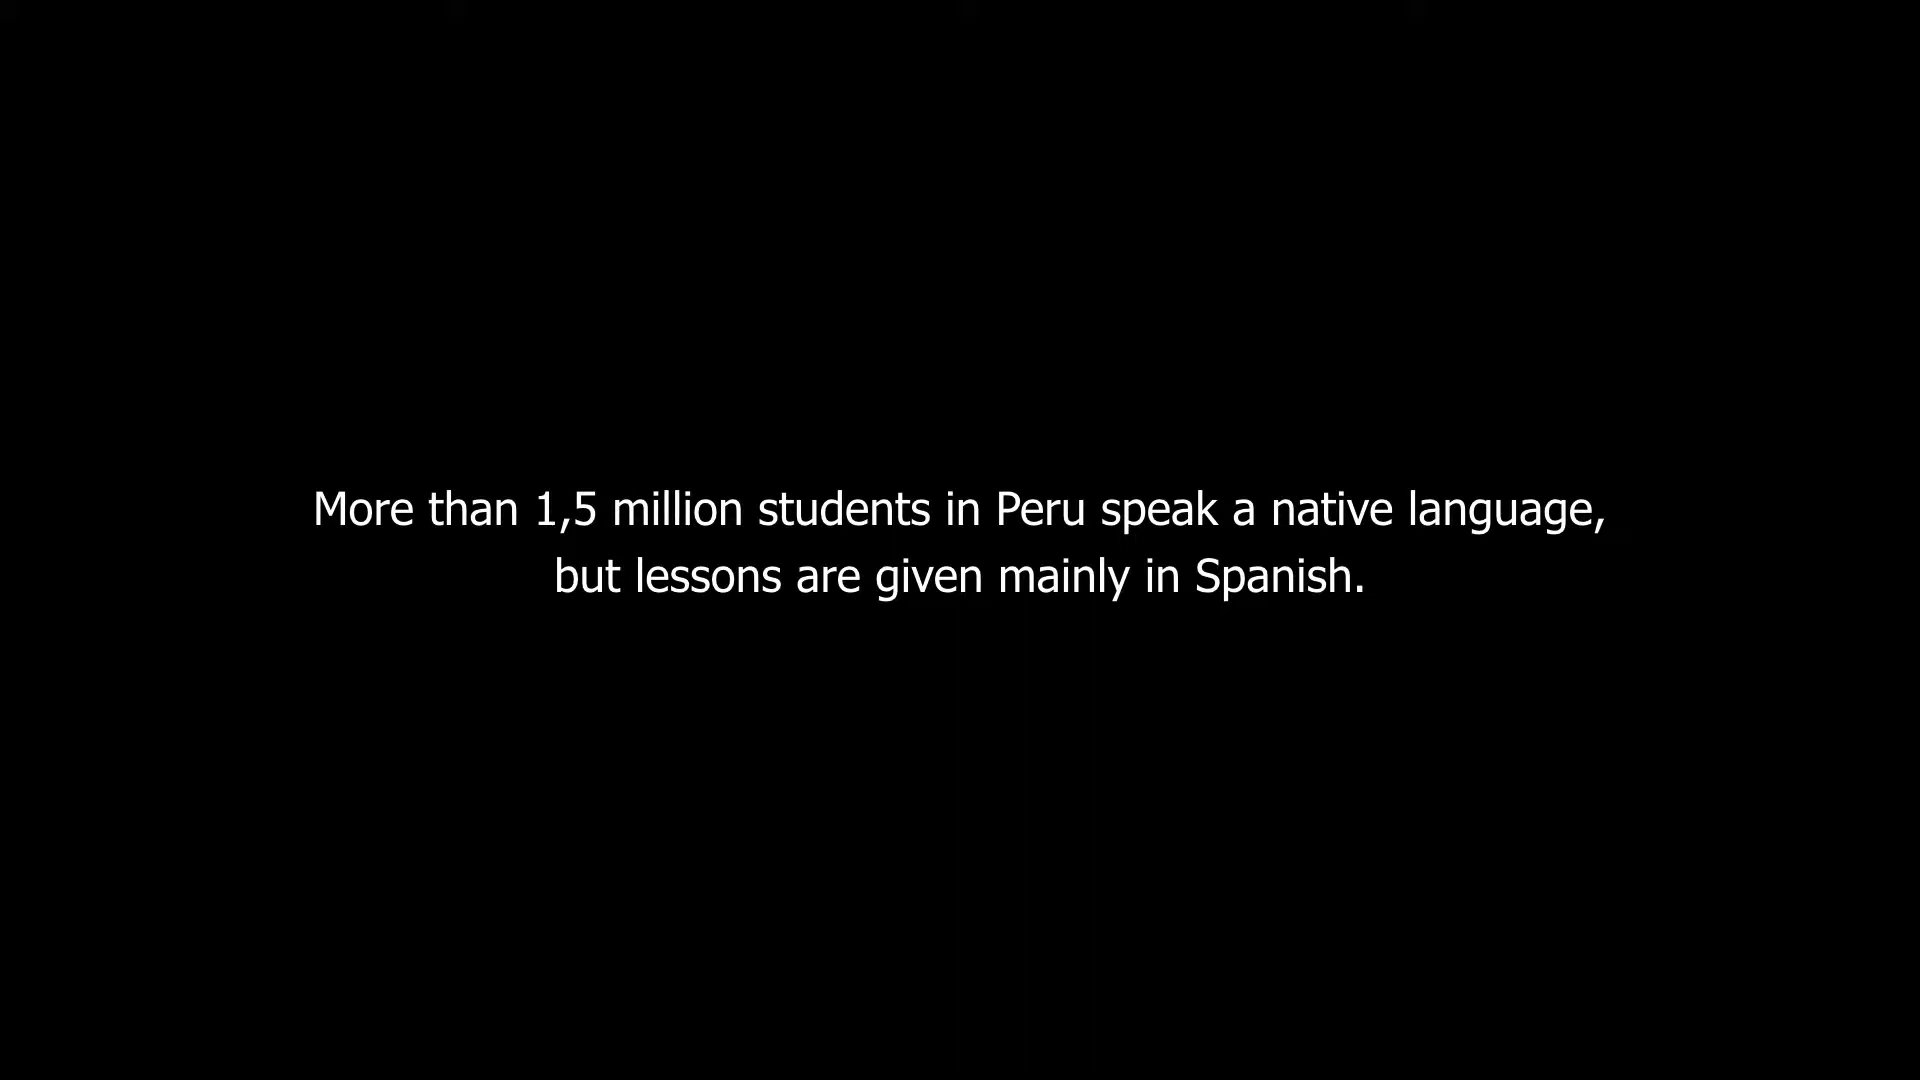 More than 1,5 million students in Peru speak a native language,
but lessons are given mainly in Spanish.